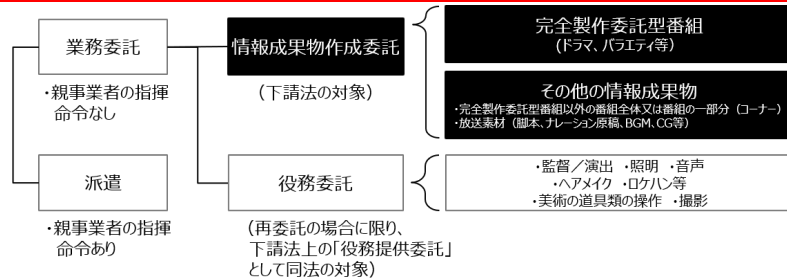 業務委託
・親事業者の指揮
命令なし
派遣
・親事業者の指揮
命令あり
情報成果物作成委託
（下請法の対象）
役務委託
（再委託の場合に限り、
下請法上の「役務提供委託」
として同法の対象）
完全製作委託型番組
（ドラマ、バラエティ等）
その他の情報成果物
・完全製作委託型番組以外の番組全体又は番組の一部分（コーナー）
・放送素材（脚本、ナレーション原稿、BGM、CG等）
・監督／演出　・照明　・音声
・ヘアメイク　・ロケハン等
・美術の道具類の操作　・撮影